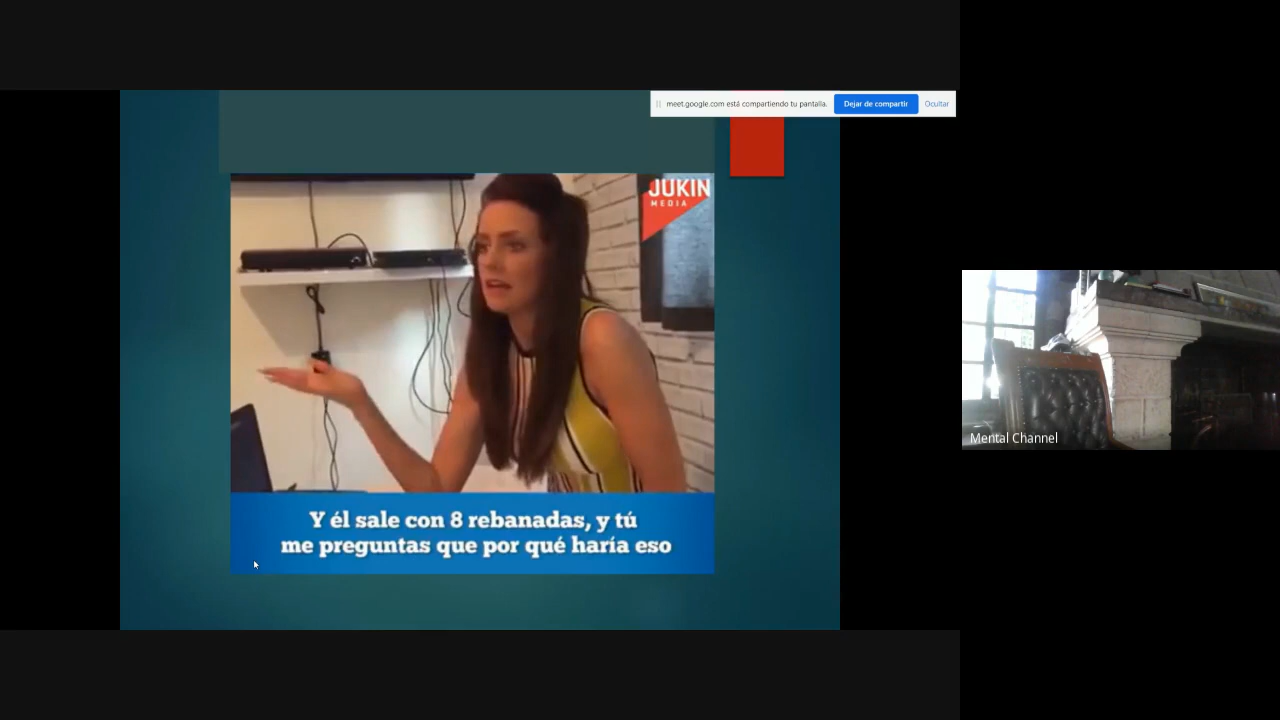 meet.google.com está compartiendo tu pantalla.
Dejar de compartir
Ocultar
JUKIN
MEDIA
Mental Channel
Y él sale con 8 rebanadas, y tú
me preguntas que por qué haría eso